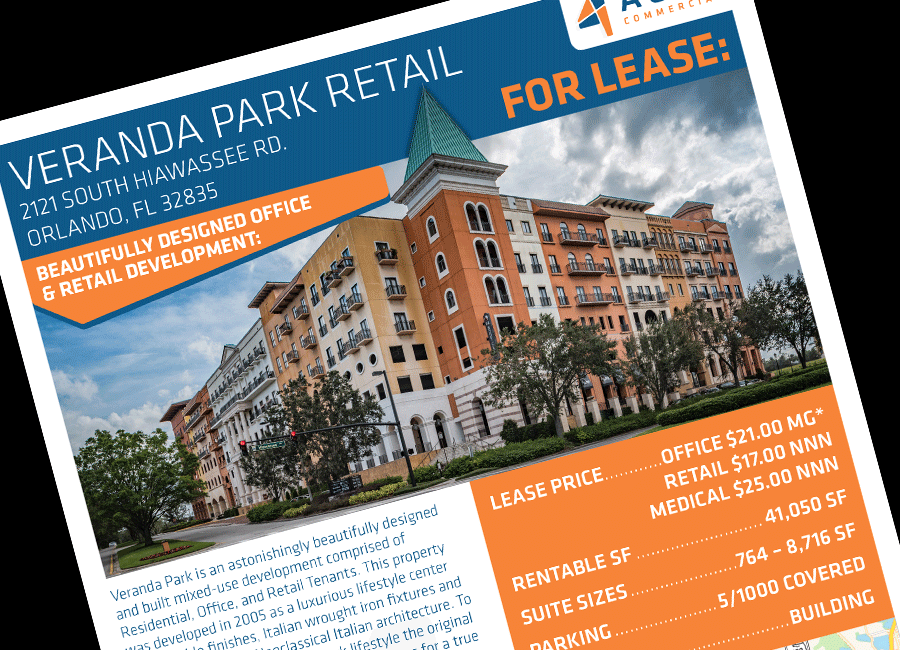 COMMERCIAL
VERANDA PARK RETAIL
2121 SOUTH HIAWASSEE RD.
ORLANDO, FL 32835
FOR LEASE:
BEAUTIFULLY DESIGNED OFFICE
& RETAIL DEVELOPMENT:
Veranda Park is an astonishingly beautifully designed
and built mixed-use development comprised of
Residential, Office, and Retail Tenants. This property
was developed in 2005 as a luxurious lifestyle center
finishes, Italian wrought iron fixtures and
Neoclassical Italian architecture. To
lifestyle the original
for a true
LEASE PRICE...........OFFICE $21.00 MG*
RETAIL $17.00 NNN
MEDICAL $25.00 NNN
RENTABLE SF ........................41,050 SF
SUITE SIZES ....................764 – 8,716 SF
PARKING ...................5/1000 COVERED
BUILDING